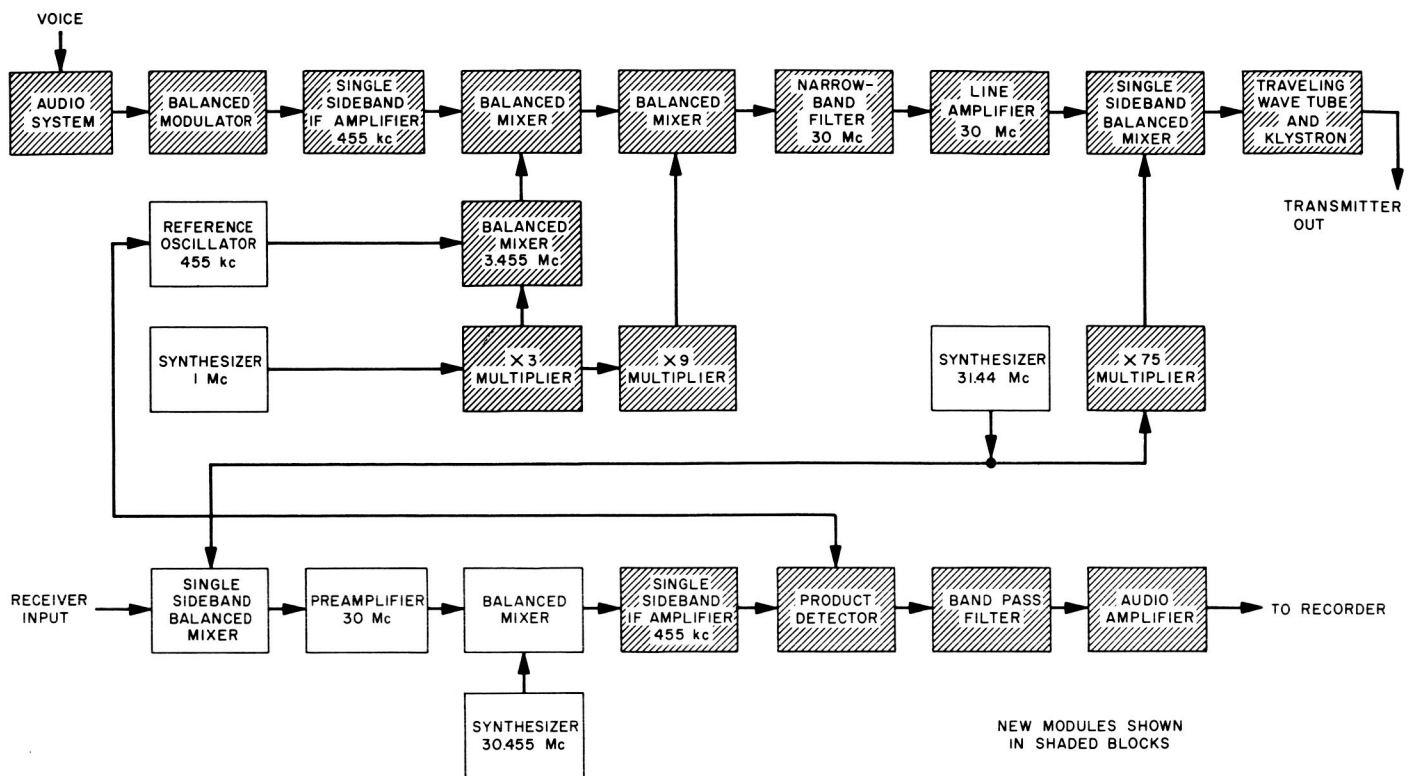 VOICE
AUDIO
SYSTEM
BALANCED
MODULATOR
SINGLE
SIDEBAND
IF AMPLIFIER
455 kc
BALANCED
MIXER
BALANCED
MIXER
NARROW-
BAND
FILTER
30 Mc
LINE
AMPLIFIER
30 Mc
SINGLE
SIDEBAND
BALANCED
MIXER
TRAVELING
WAVE TUBE
AND
KLYSTRON
TRANSMITTER
OUT
REFERENCE
OSCILLATOR
455 kc
BALANCED
MIXER
3.455 Mc
SYNTHESIZER
1 Mc
×3
MULTIPLIER
×9
MULTIPLIER
SYNTHESIZER
31.44 Mc
×75
MULTIPLIER
RECEIVER
INPUT
SINGLE
SIDEBAND
BALANCED
MIXER
PREAMPLIFIER
30 Mc
BALANCED
MIXER
SINGLE
SIDEBAND
IF AMPLIFIER
455 kc
PRODUCT
DETECTOR
BAND PASS
FILTER
AUDIO
AMPLIFIER
TO RECORDER
SYNTHESIZER
30.455 Mc
NEW MODULES SHOWN
IN SHADED BLOCKS